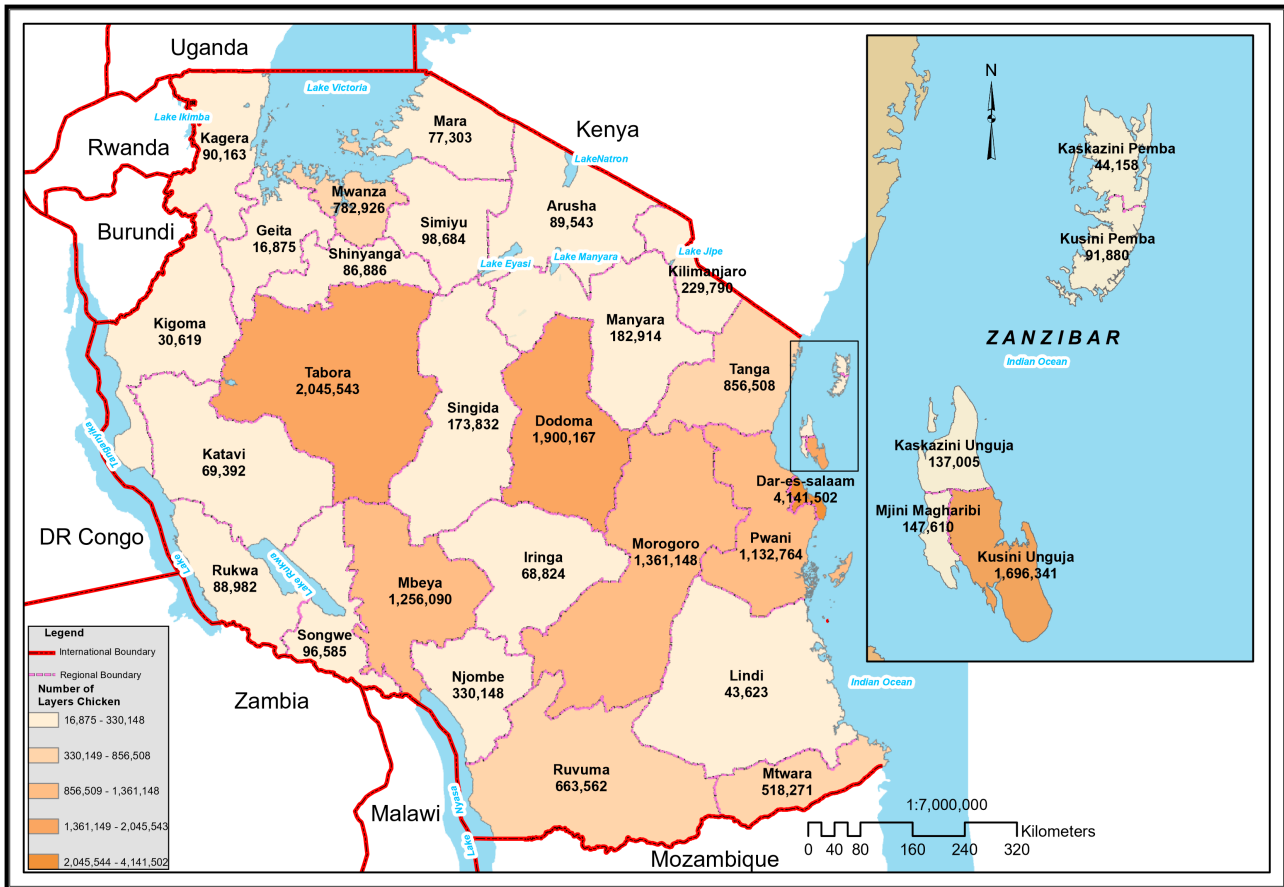 Uganda
Lake Victoria
Lake Ikimba
Rwanda
Kagera
90,163
Mara
77,303
Kenya
LakeNatron
Burundi
Mwanza
782,926
Geita
16,875
Simiyu
98,684
Arusha
89,543
Shinyanga
86,886
Lake Eyasi
Lake Manyara
Lake Jipe
Kilimanjaro
229,790
Kigoma
30,619
Manyara
182,914
Tabora
2,045,543
Tanga
856,508
Singida
173,832
Dodoma
1,900,167
Katavi
69,392
Lake Tanganyika
Dar-es-salaam
4,141,502
DR Congo
Rukwa
88,982
Lake Rukwa
Mbeya
1,256,090
Iringa
68,824
Morogoro
1,361,148
Pwani
1,132,764
Songwe
96,585
Njombe
330,148
Lindi
43,623
Indian Ocean
Zambia
Ruvuma
663,562
Mtwara
518,271
Malawi
Lake Nyasa
Mozambique
N
Kaskazini Pemba
44,158
Kusini Pemba
91,880
ZANZIBAR
Indian Ocean
Kaskazini Unguja
137,005
Mjini Magharibi
147,610
Kusini Unguja
1,696,341
Legend
International Boundary
Regional Boundary
Number of
Layers Chicken
16,875 - 330,148
330,149 - 856,508
856,509 - 1,361,148
1,361,149 - 2,045,543
2,045,544 - 4,141,502
1:7,000,000
Kilometers
0 40 80 160 240 320